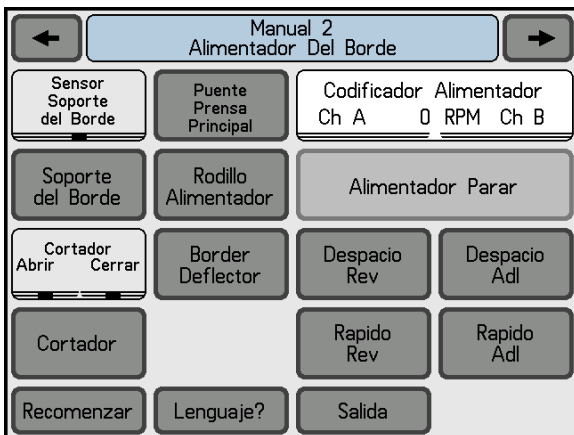 Manual 2
Alimentador Del Borde
Sensor
Soporte
del Borde
Puente
Prensa
Principal
Codificador Alimentador
Ch A 0 RPM Ch B
Soporte
del Borde
Rodillo
Alimentador
Alimentador Parar
Cortador
Abrir Cerrar
Border
Deflector
Despacio
Rev
Despacio
Adl
Cortador
Rapido
Rev
Rapido
Adl
Recomenzar
Lenguaje?
Salida